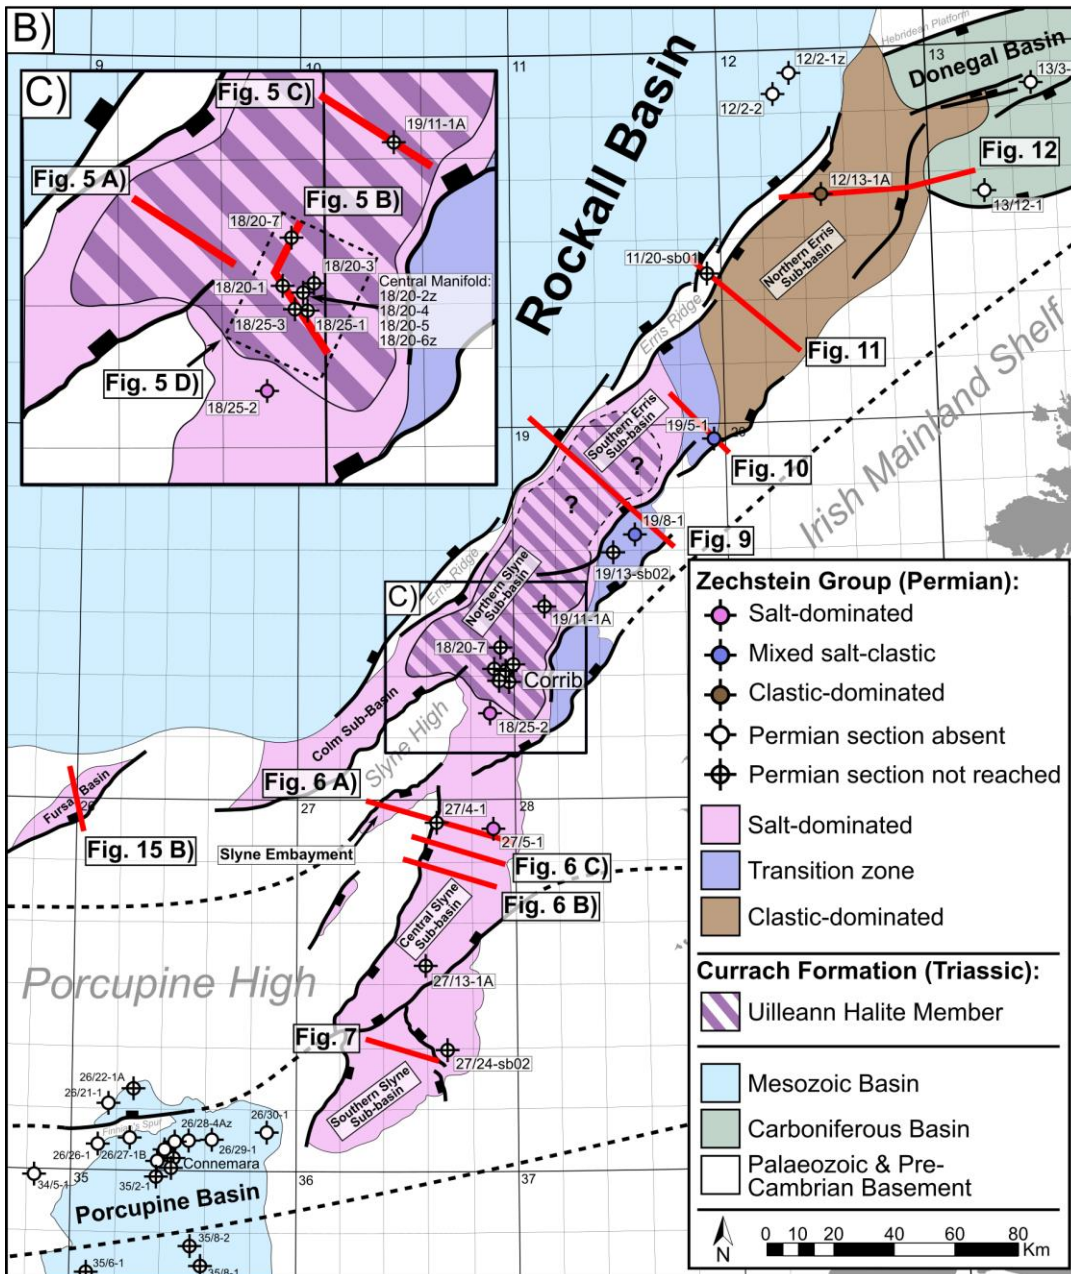 B)
9
11
12
13
Hebridean Platform
Donegal Basin
13/3-
12/2-1z
12/2-2
Rockall Basin
Fig. 12
12/13-1A
13/12-1
Northern Erris
Sub-basin
11/20-sb01
Erris Ridge
Fig. 11
Irish Mainland Shelf
C)
10
Fig. 5 C)
19/11-1A
Fig. 5 A)
Fig. 5 B)
18/20-7
18/20-3
18/20-1
Central Manifold:
18/20-2z
18/20-4
18/20-5
18/20-6z
18/25-3
18/25-1
Fig. 5 D)
18/25-2
19
Southern Erris
Sub-basin
19/5-1
20
Fig. 10
?
?
19/8-1
Fig. 9
19/13-sb02
Erris Ridge
Northern Slyne
Sub-basin
C)
19/11-1A
18/20-7
Corrib
18/25-2
Colm Sub-Basin
Slyne High
Fursa Basin
26
Fig. 15 B)
Fig. 6 A)
27
28
27/4-1
27/5-1
Slyne Embayment
Fig. 6 C)
Fig. 6 B)
Central Slyne
Sub-basin
Porcupine High
27/13-1A
Fig. 7
27/24-sb02
Southern Slyne
Sub-basin
26/22-1A
26/21-1
26/30-1
26/28-4Az
26/26-1
26/27-1B
26/29-1
Connemara
34/5-1
35
35/2-1
36
37
Porcupine Basin
35/8-2
35/6-1
35/8-1
Zechstein Group (Permian):
Salt-dominated
Mixed salt-clastic
Clastic-dominated
Permian section absent
Permian section not reached
Salt-dominated
Transition zone
Clastic-dominated
Currach Formation (Triassic):
Uilleann Halite Member
Mesozoic Basin
Carboniferous Basin
Palaeozoic & Pre-
Cambrian Basement
N
0 10 20 40 60 80
Km